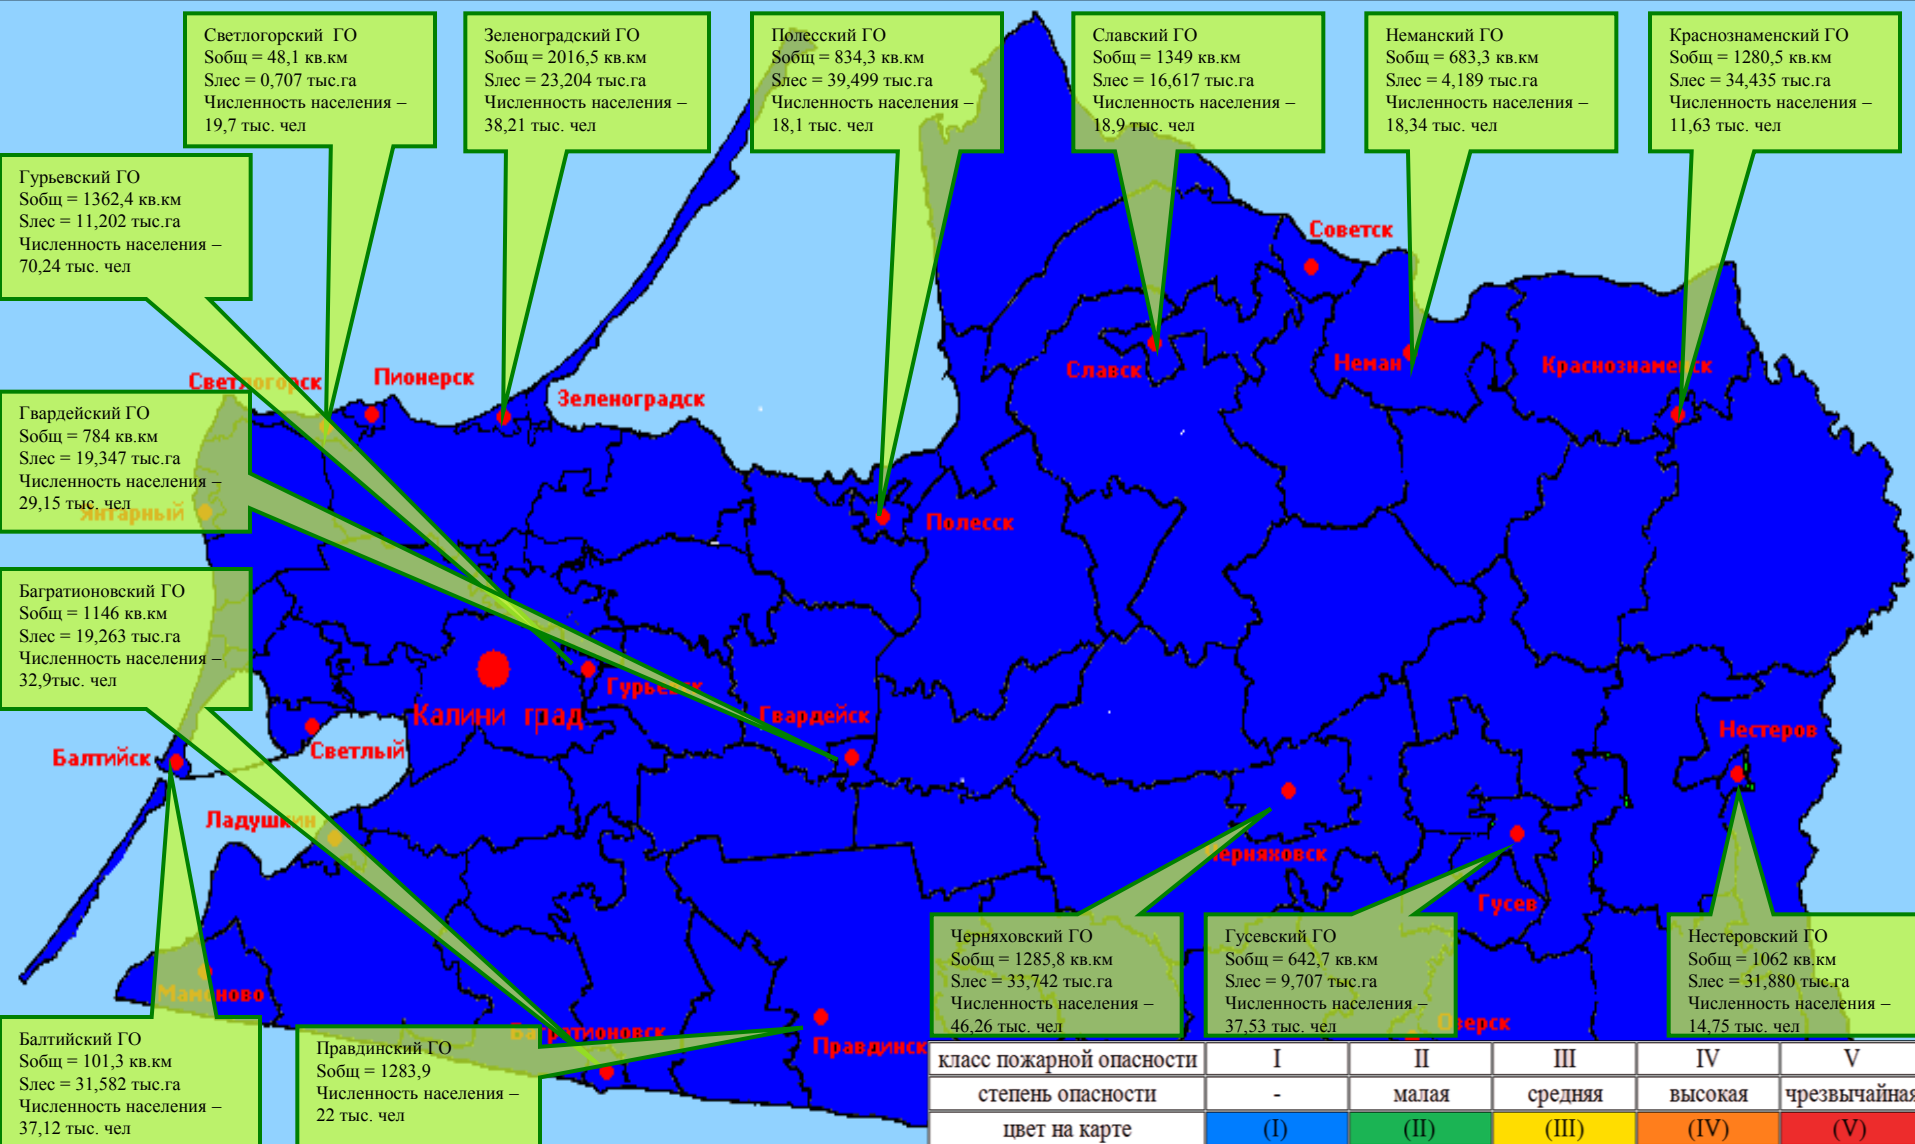 Светлогорский ГО
Sобщ = 48,1 кв.км
Sлес = 0,707 тыс.га
Численность населения –
19,7 тыс. чел
Зеленоградский ГО
Sобщ = 2016,5 кв.км
Sлес = 23,204 тыс.га
Численность населения –
38,21 тыс. чел
Полесский ГО
Sобщ = 834,3 кв.км
Sлес = 39,499 тыс.га
Численность населения –
18,1 тыс. чел
Славский ГО
Sобщ = 1349 кв.км
Sлес = 16,617 тыс.га
Численность населения –
18,9 тыс. чел
Неманский ГО
Sобщ = 683,3 кв.км
Sлес = 4,189 тыс.га
Численность населения –
18,34 тыс. чел
Краснознаменский ГО
Sобщ = 1280,5 кв.км
Sлес = 34,435 тыс.га
Численность населения –
11,63 тыс. чел
Гурьевский ГО
Sобщ = 1362,4 кв.км
Sлес = 11,202 тыс.га
Численность населения –
70,24 тыс. чел
Советск
Славск
Неман
Краснознаменск
Светлогорск
Пионерск
Зеленоградск
Гвардейский ГО
Sобщ = 784 кв.км
Sлес = 19,347 тыс.га
Численность населения –
29,15 тыс. чел
Янтарный
Полесск
Багратионовский ГО
Sобщ = 1146 кв.км
Sлес = 19,263 тыс.га
Численность населения –
32,9тыс. чел
Гурьевск
Калини град
Гвардейск
Нестеров
Балтийск
Светлый
Ладушкин
Черняховск
Гусев
Мамоново
Багратионовск
Правдинск
Озерск
Черняховский ГО
Sобщ = 1285,8 кв.км
Sлес = 33,742 тыс.га
Численность населения –
46,26 тыс. чел
Гусевский ГО
Sобщ = 642,7 кв.км
Sлес = 9,707 тыс.га
Численность населения –
37,53 тыс. чел
Нестеровский ГО
Sобщ = 1062 кв.км
Sлес = 31,880 тыс.га
Численность населения –
14,75 тыс. чел
Балтийский ГО
Sобщ = 101,3 кв.км
Sлес = 31,582 тыс.га
Численность населения –
37,12 тыс. чел
Правдинский ГО
Sобщ = 1283,9
Численность населения –
22 тыс. чел
класс пожарной опасности I II III IV V
степень опасности - малая средняя высокая чрезвычайная
цвет на карте (I) (II) (III) (IV) (V)